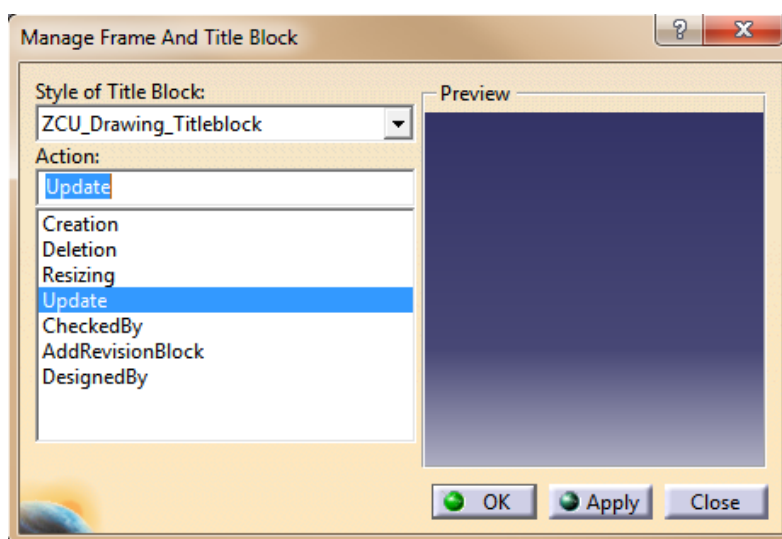 Manage Frame And Title Block
?
Style of Title Block:
ZCU_Drawing_Titleblock
Action:
Update
Creation
Deletion
Resizing
Update
CheckedBy
AddRevisionBlock
DesignedBy
Preview
OK Apply Close